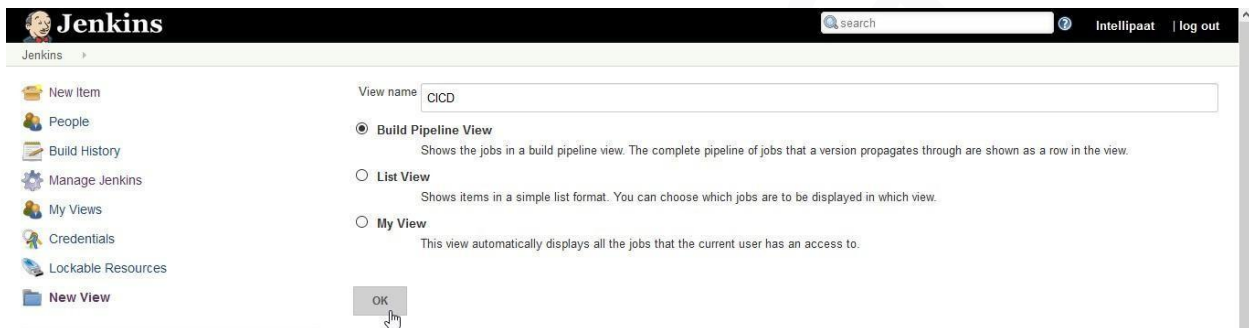 Jenkins
search
Intellipaat | log out
Jenkins
New Item
People
Build History
Manage Jenkins
My Views
Credentials
Lockable Resources
New View
View name CICD
Build Pipeline View
Shows the jobs in a build pipeline view. The complete pipeline of jobs that a version propagates through are shown as a row in the view.
List View
Shows items in a simple list format. You can choose which jobs are to be displayed in which view.
My View
This view automatically displays all the jobs that the current user has an access to.
OK